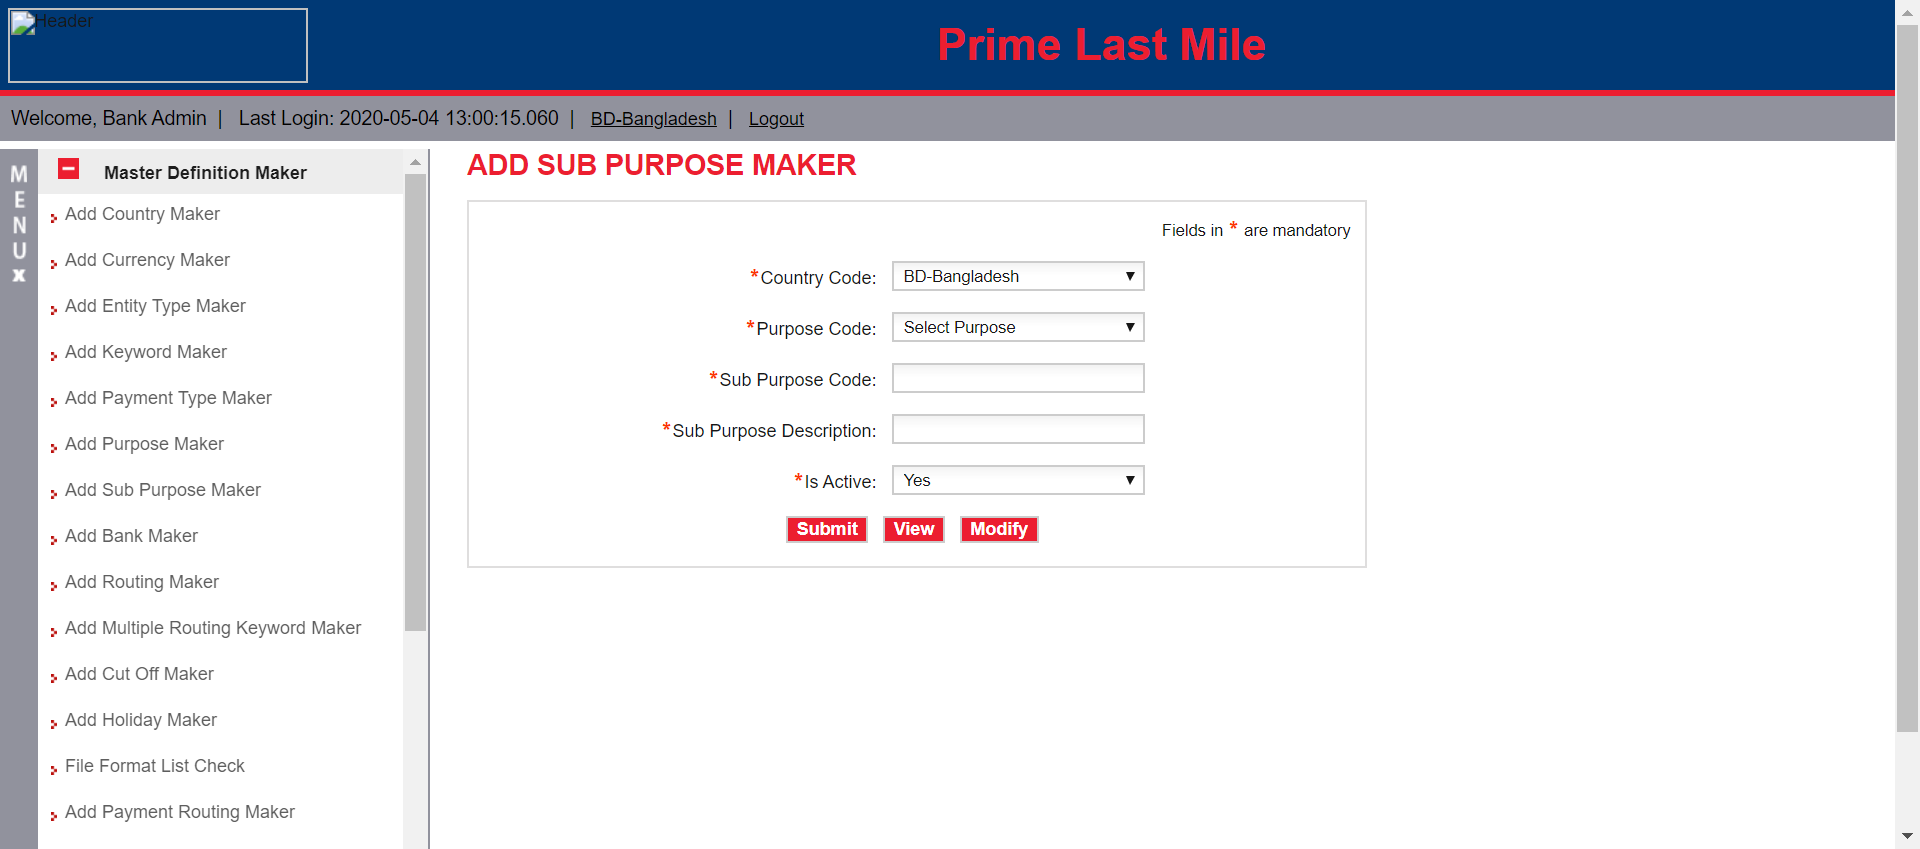 Header
Prime Last Mile
Welcome, Bank Admin | Last Login: 2020-05-04 13:00:15.060 | BD-Bangladesh | Logout
MENU
x
Master Definition Maker
Add Country Maker
Add Currency Maker
Add Entity Type Maker
Add Keyword Maker
Add Payment Type Maker
Add Purpose Maker
Add Sub Purpose Maker
Add Bank Maker
Add Routing Maker
Add Multiple Routing Keyword Maker
Add Cut Off Maker
Add Holiday Maker
File Format List Check
Add Payment Routing Maker
ADD SUB PURPOSE MAKER
Fields in * are mandatory
*Country Code: BD-Bangladesh
*Purpose Code: Select Purpose
*Sub Purpose Code:
*Sub Purpose Description:
*Is Active: Yes
Submit View Modify